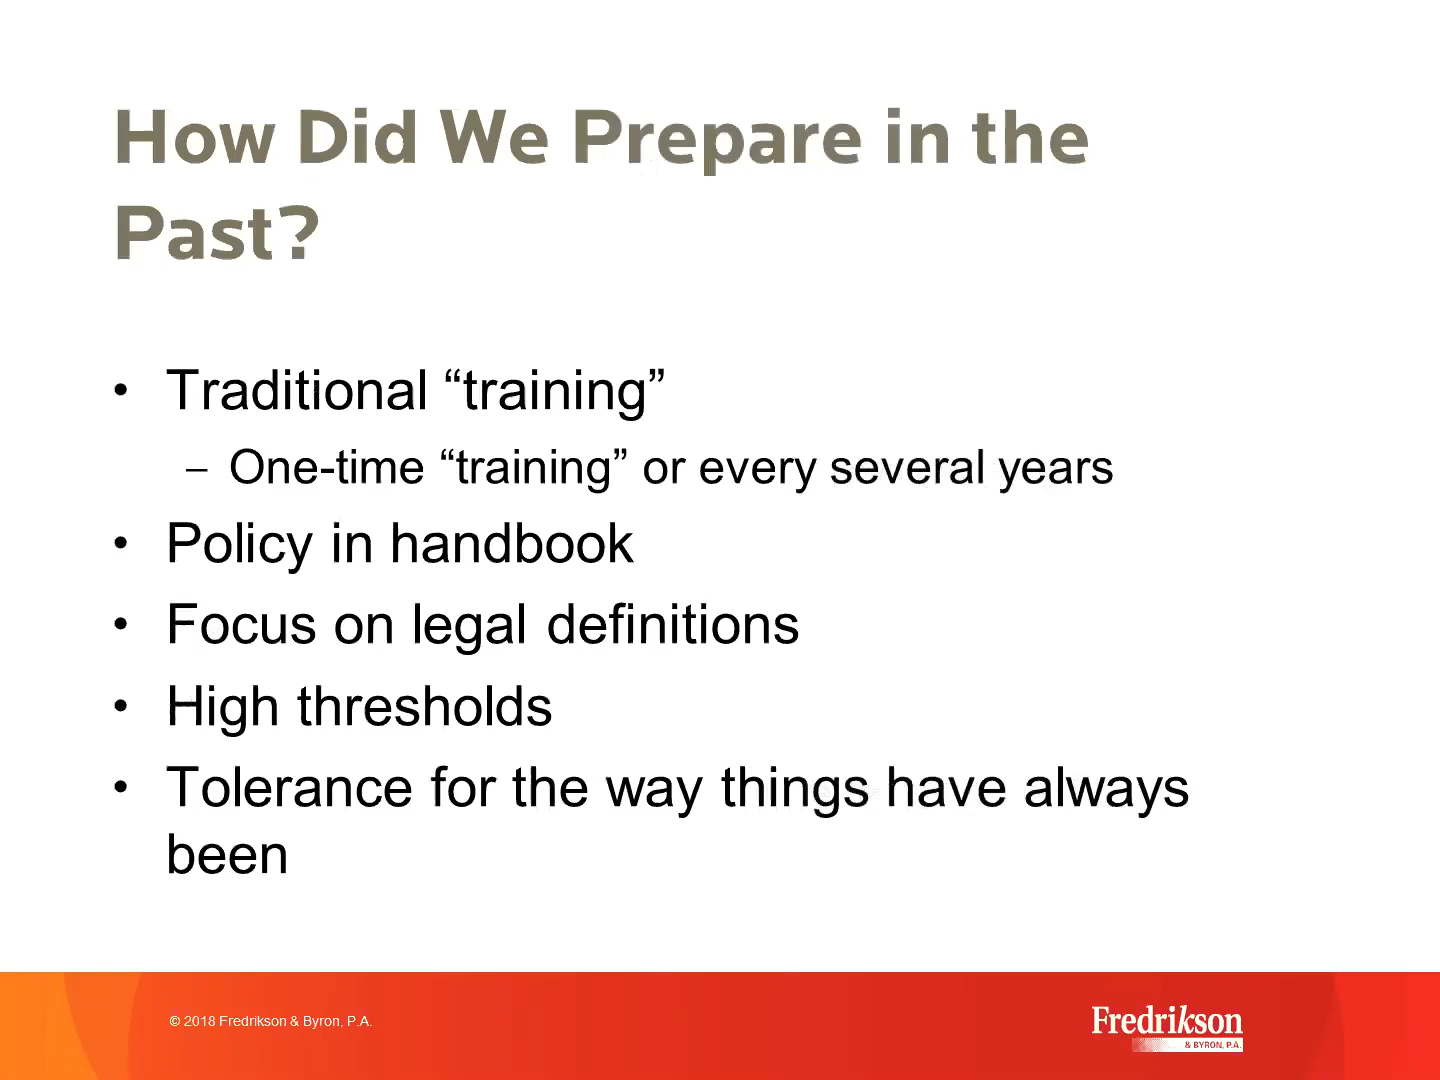 How Did We Prepare in the
Past?
• Traditional “training”
– One-time “training” or every several years
• Policy in handbook
• Focus on legal definitions
• High thresholds
• Tolerance for the way things have always
been
© 2018 Fredrikson & Byron, P.A.
Fredrikson
& BYRON, P.A.